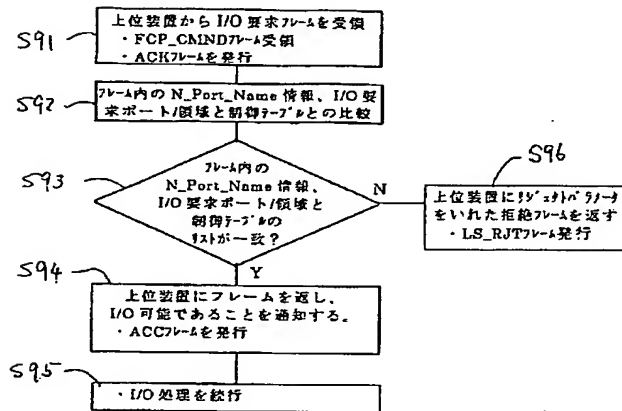 S91
上位装置から I/O 要求フレームを受領
・FCP_CMNDフレーム受領
・ACKフレームを発行
S92
フレーム内の N_Port_Name 情報、I/O 要
求ポート/領域と制御テーブルとの比較
S93
フレーム内の
N_Port_Name 情報、
I/O 要求ポート/領域と
制御テーブルの
リストが一致?
N
S96
上位装置にリジェクトパラメータ
をいれた拒絶フレームを返す
・LS_RJTフレーム発行
Y
S94
上位装置にフレームを返し、
I/O 可能であることを通知する。
・ACCフレームを発行
S95
・I/O 処理を続行